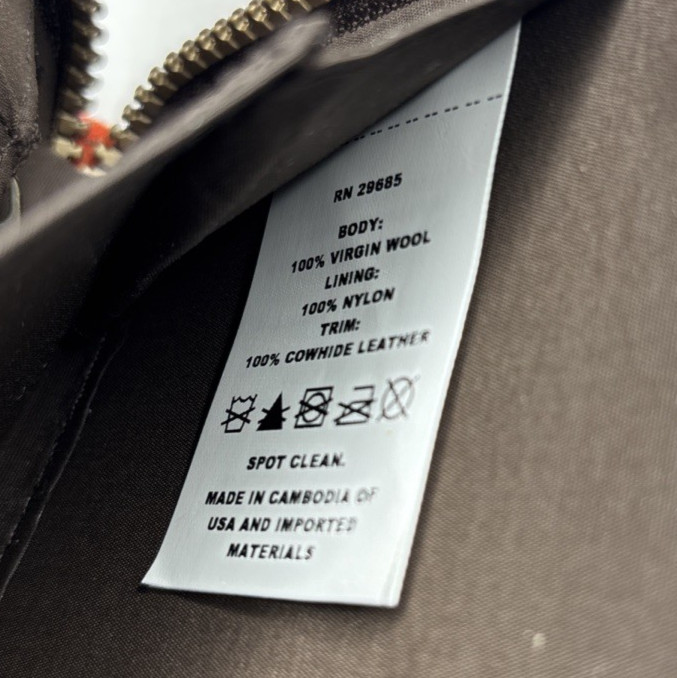 RN 29685
BODY:
100% VIRGIN WOOL
LINING:
100% NYLON
TRIM:
100% COWHIDE LEATHER
SPOT CLEAN.
MADE IN CAMBODIA OF
USA AND IMPORTED
MATERIALS